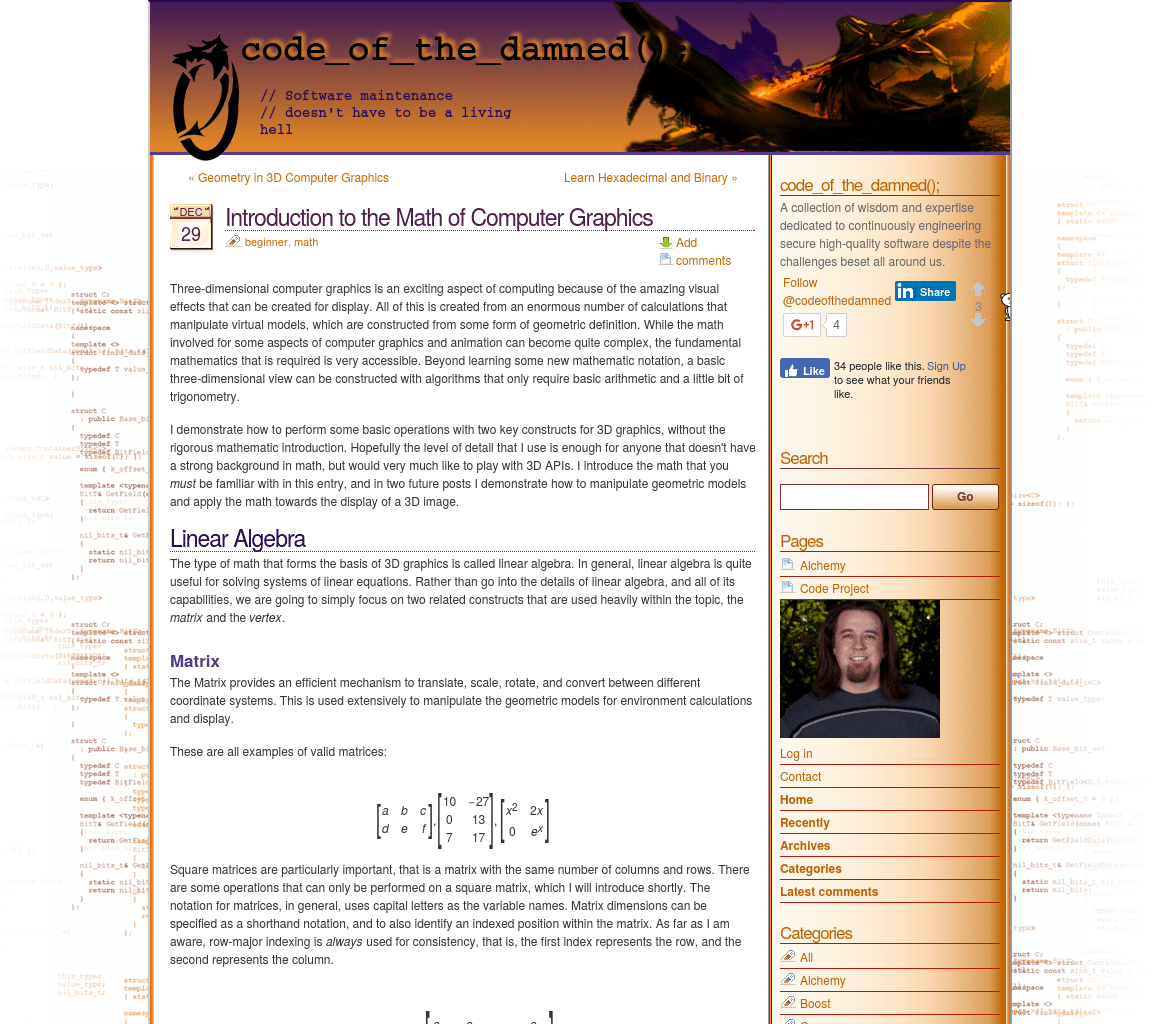 code_of_the_damned();
// Software maintenance
// doesn't have to be a living
hell
« Geometry in 3D Computer Graphics
Learn Hexadecimal and Binary »
DEC
29
Introduction to the Math of Computer Graphics
beginner, math
Add
comments
Three-dimensional computer graphics is an exciting aspect of computing because of the amazing visual
effects that can be created for display. All of this is created from an enormous number of calculations that
manipulate virtual models, which are constructed from some form of geometric definition. While the math
involved for some aspects of computer graphics and animation can become quite complex, the fundamental
mathematics that is required is very accessible. Beyond learning some new mathematic notation, a basic
three-dimensional view can be constructed with algorithms that only require basic arithmetic and a little bit of
trigonometry.
I demonstrate how to perform some basic operations with two key constructs for 3D graphics, without the
rigorous mathematic introduction. Hopefully the level of detail that I use is enough for anyone that doesn't have
a strong background in math, but would very much like to play with 3D APIs. I introduce the math that you
must be familiar with in this entry, and in two future posts I demonstrate how to manipulate geometric models
and apply the math towards the display of a 3D image.
Linear Algebra
The type of math that forms the basis of 3D graphics is called linear algebra. In general, linear algebra is quite
useful for solving systems of linear equations. Rather than go into the details of linear algebra, and all of its
capabilities, we are going to simply focus on two related constructs that are used heavily within the topic, the
matrix and the vertex.
Matrix
The Matrix provides an efficient mechanism to translate, scale, rotate, and convert between different
coordinate systems. This is used extensively to manipulate the geometric models for environment calculations
and display.
These are all examples of valid matrices:
[a b c
d e f],
[10 −27
0 13
7 17],
[x² 2x
0 eˣ]
Square matrices are particularly important, that is a matrix with the same number of columns and rows. There
are some operations that can only be performed on a square matrix, which I will introduce shortly. The
notation for matrices, in general, uses capital letters as the variable names. Matrix dimensions can be
specified as a shorthand notation, and to also identify an indexed position within the matrix. As far as I am
aware, row-major indexing is always used for consistency, that is, the first index represents the row, and the
second represents the column.
code_of_the_damned();
A collection of wisdom and expertise
dedicated to continuously engineering
secure high-quality software despite the
challenges beset all around us.
Follow
@codeofthedamned
in Share
3
G+1
4
Like
34 people like this. Sign Up
to see what your friends
like.
Search
Go
Pages
Alchemy
Code Project
Log in
Contact
Home
Recently
Archives
Categories
Latest comments
Categories
All
Alchemy
Boost